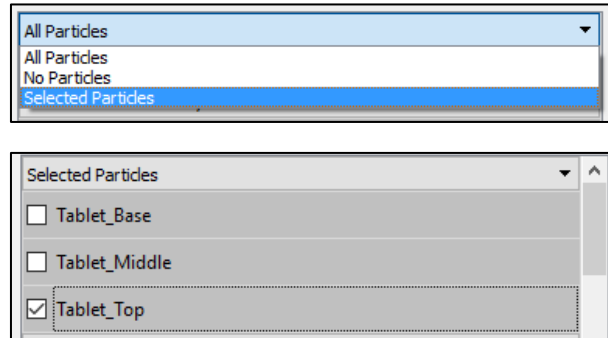 All Particles
All Particles
No Particles
Selected Particles
Selected Particles
Tablet_Base
Tablet_Middle
Tablet_Top